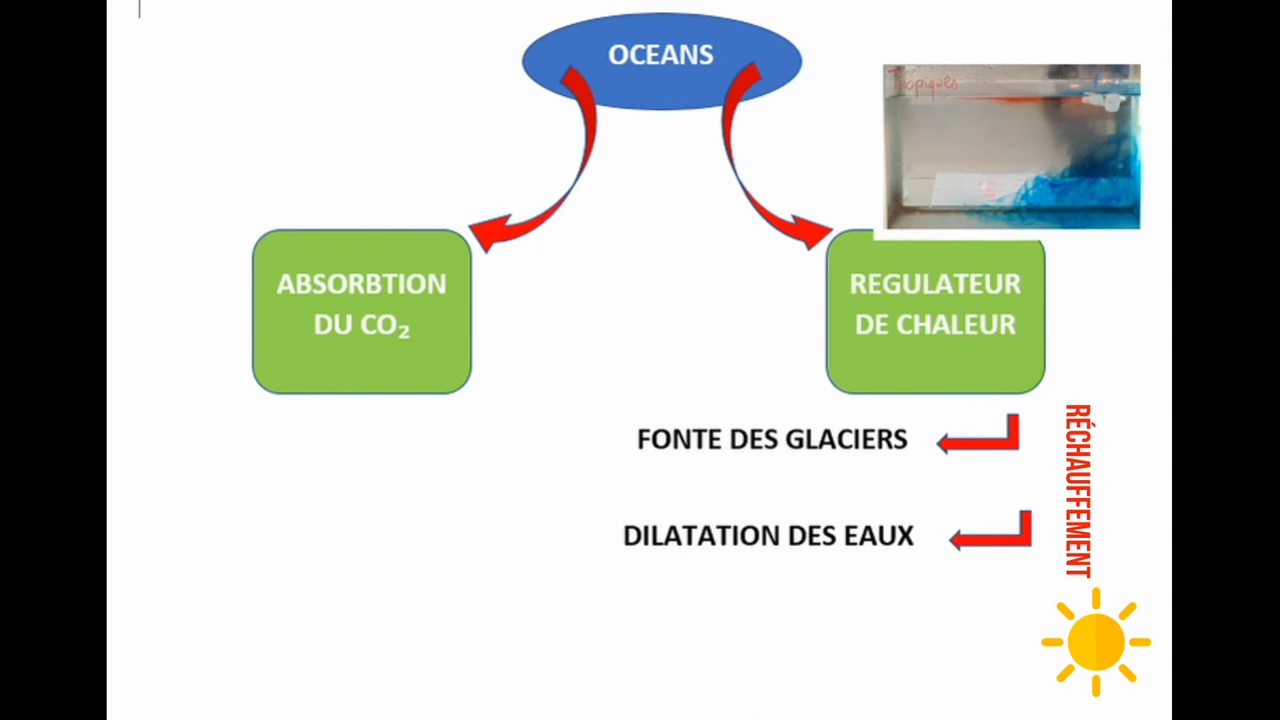 OCEANS
Tropiques
ABSORBTION
DU CO₂
REGULATEUR
DE CHALEUR
FONTE DES GLACIERS
DILATATION DES EAUX
RÉCHAUFFEMENT